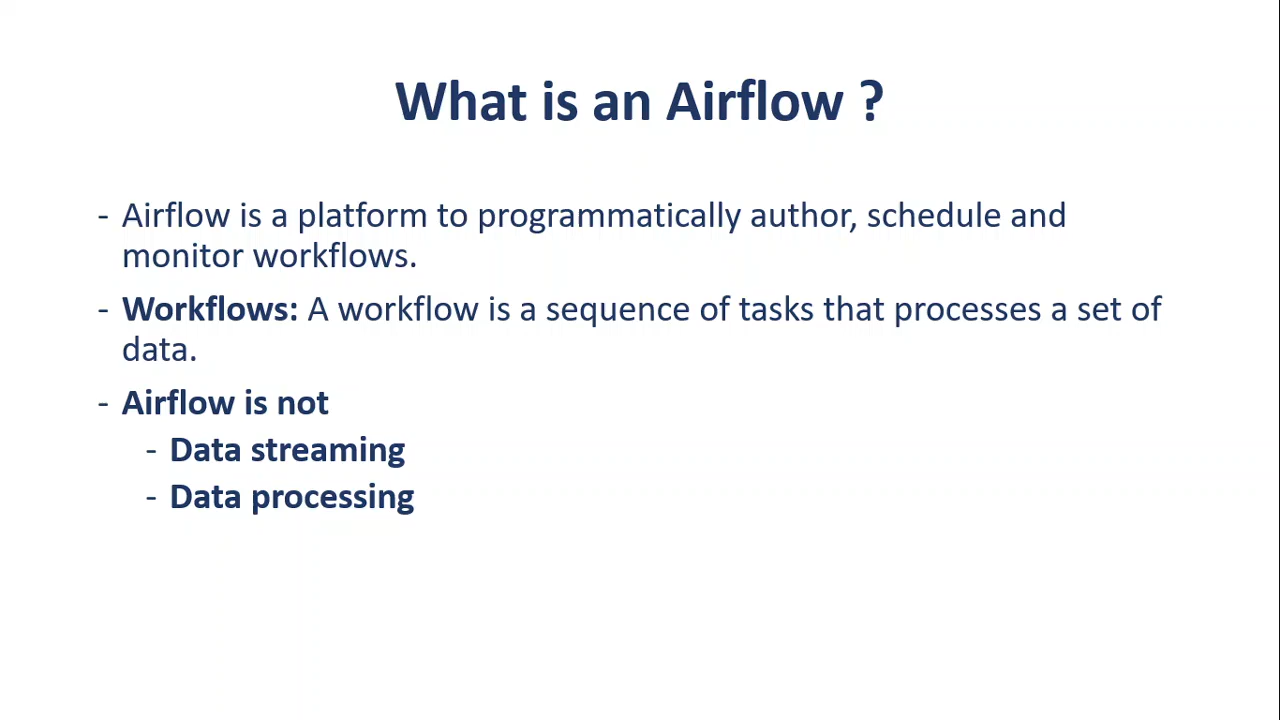 What is an Airflow ?
- Airflow is a platform to programmatically author, schedule and
monitor workflows.
- Workflows: A workflow is a sequence of tasks that processes a set of
data.
- Airflow is not
- Data streaming
- Data processing